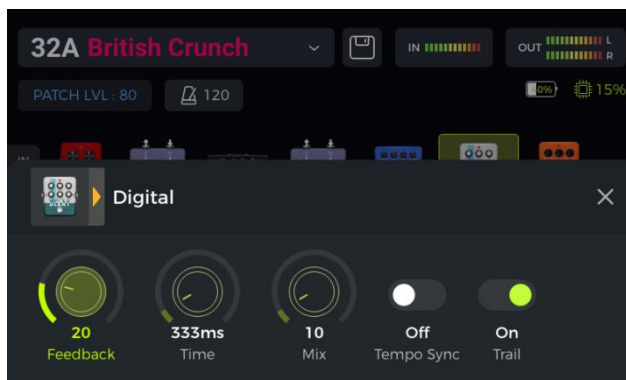 32A British Crunch
IN
OUT
L
R
PATCH LVL : 80
120
15%
IN
Digital
20
Feedback
333ms
Time
10
Mix
Off
Tempo Sync
On
Trail